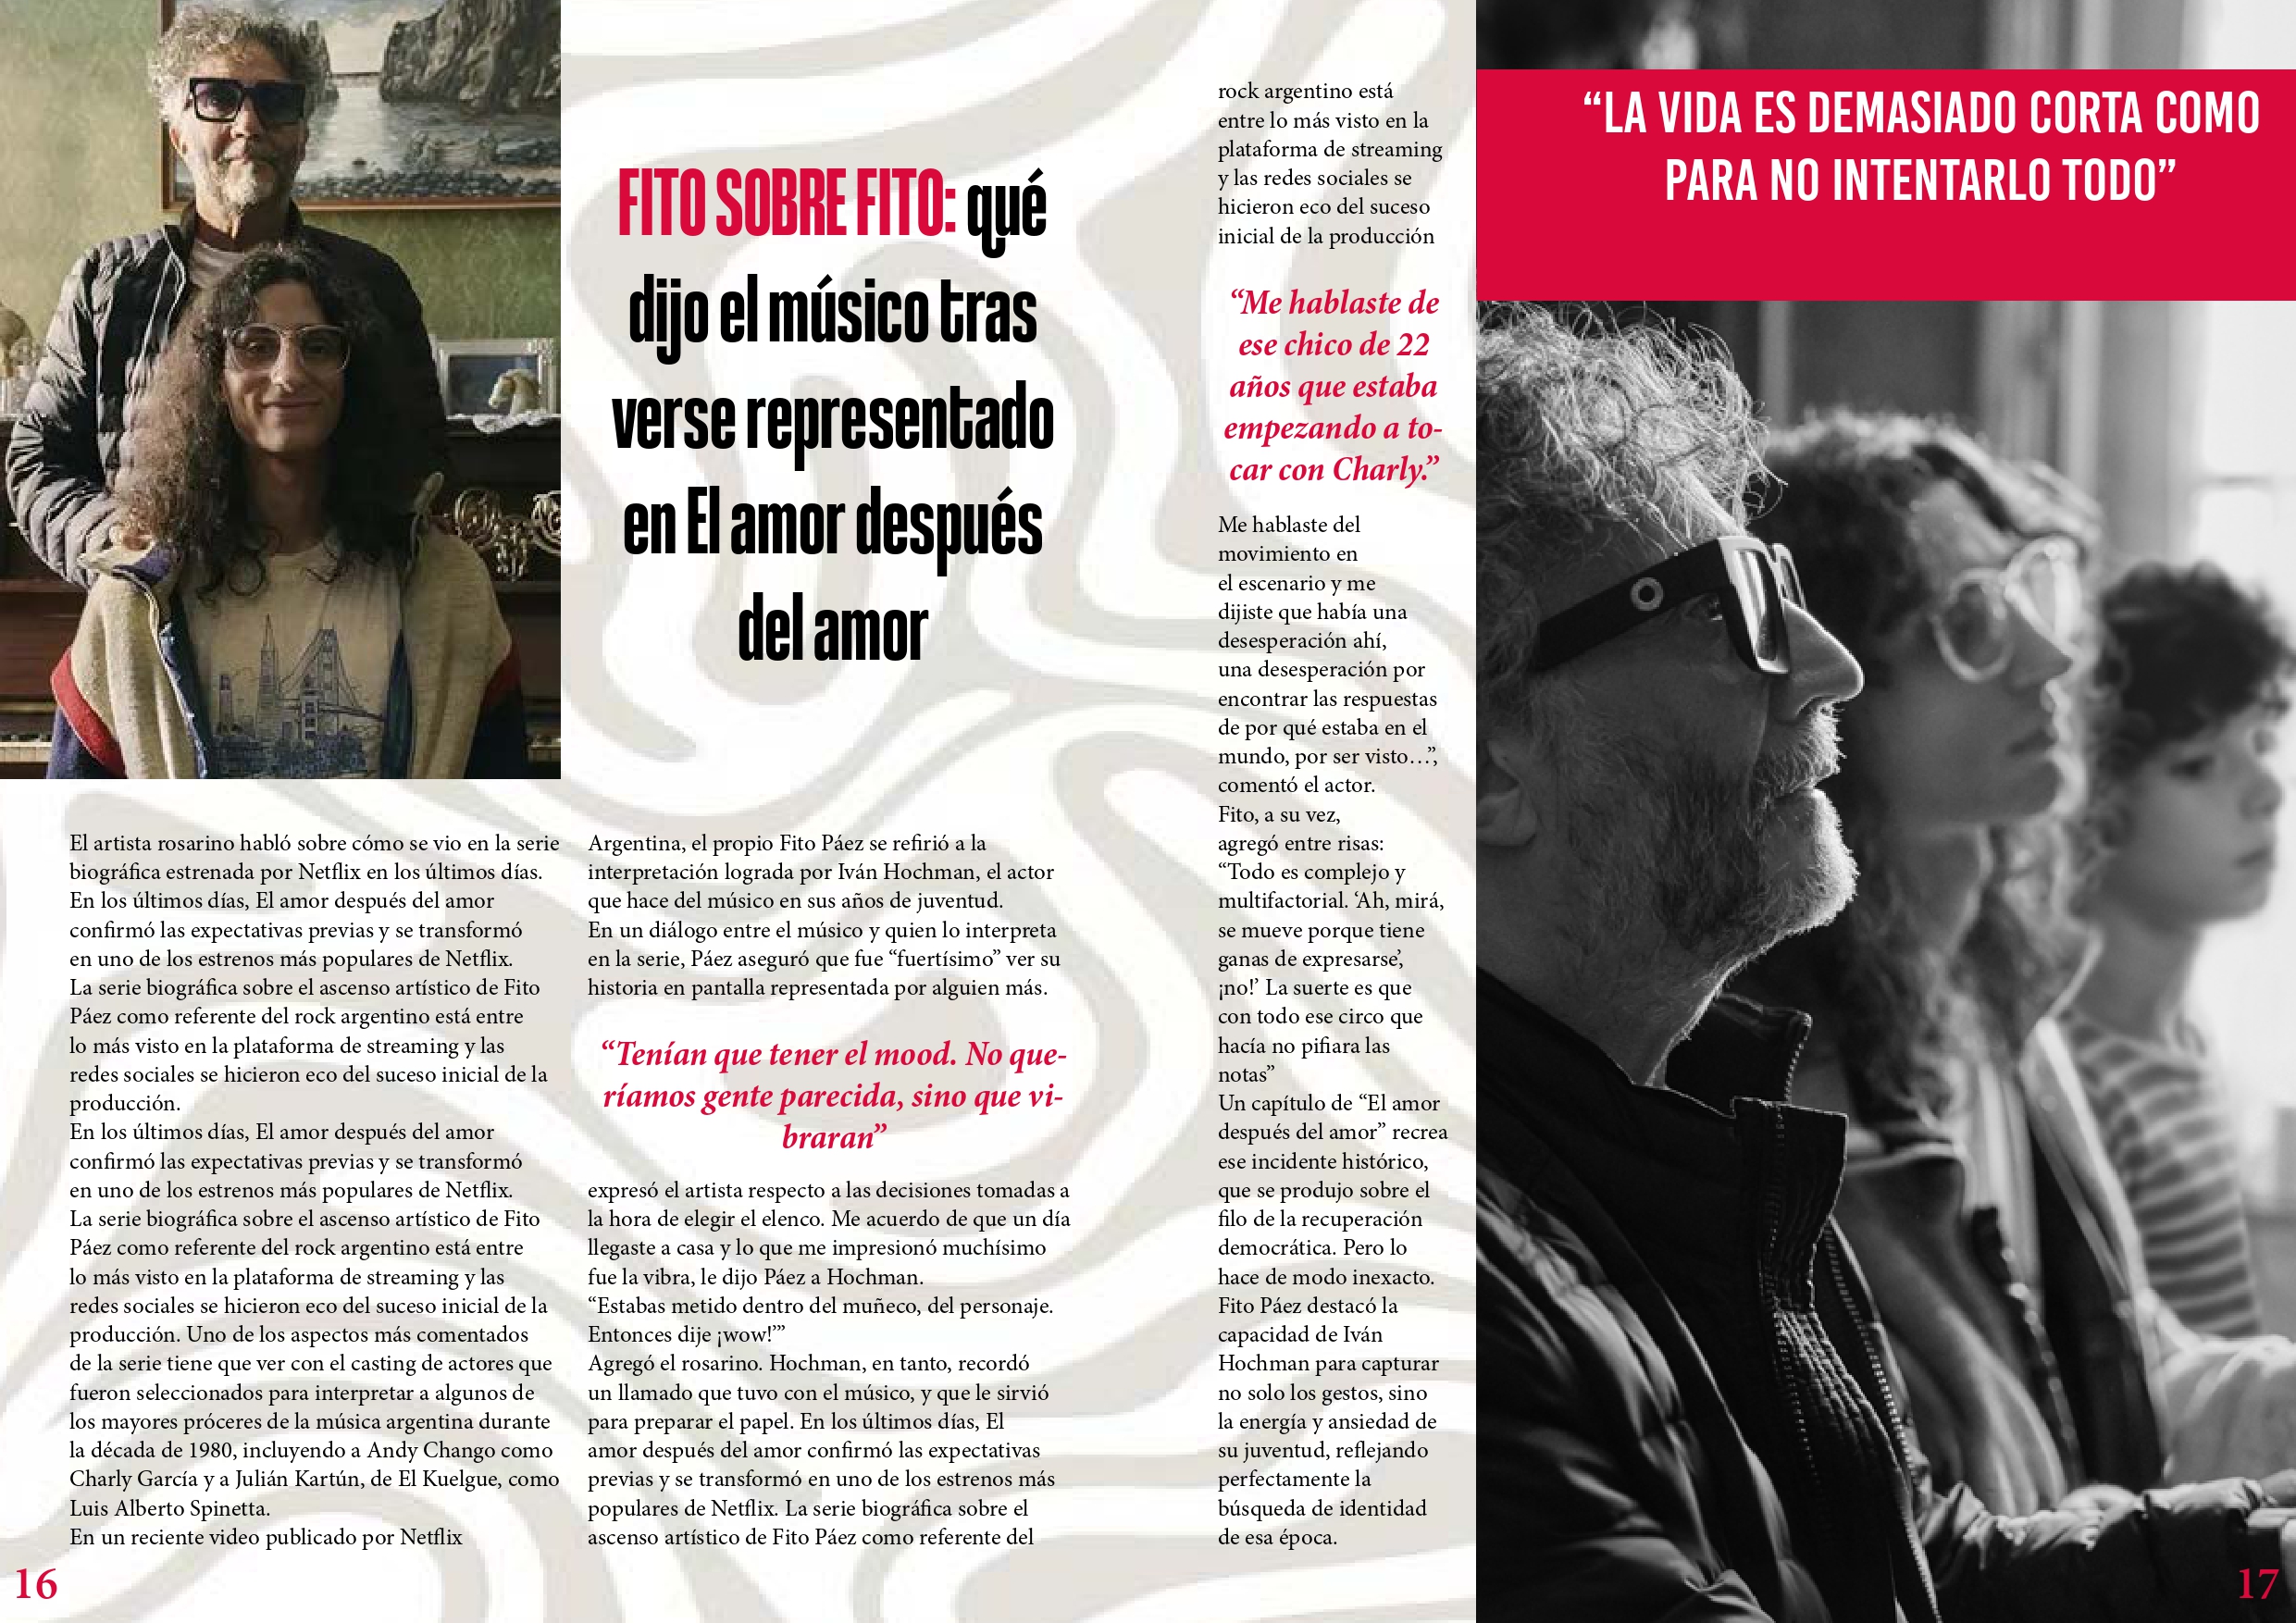 FITO SOBRE FITO: qué
dijo el músico tras
verse representado
en El amor después
del amor
El artista rosarino habló sobre cómo se vio en la serie
biográfica estrenada por Netflix en los últimos días.
En los últimos días, El amor después del amor
confirmó las expectativas previas y se transformó
en uno de los estrenos más populares de Netflix.
La serie biográfica sobre el ascenso artístico de Fito
Páez como referente del rock argentino está entre
lo más visto en la plataforma de streaming y las
redes sociales se hicieron eco del suceso inicial de la
producción.
En los últimos días, El amor después del amor
confirmó las expectativas previas y se transformó
en uno de los estrenos más populares de Netflix.
La serie biográfica sobre el ascenso artístico de Fito
Páez como referente del rock argentino está entre
lo más visto en la plataforma de streaming y las
redes sociales se hicieron eco del suceso inicial de la
producción. Uno de los aspectos más comentados
de la serie tiene que ver con el casting de actores que
fueron seleccionados para interpretar a algunos de
los mayores próceres de la música argentina durante
la década de 1980, incluyendo a Andy Chango como
Charly García y a Julián Kartún, de El Kuelgue, como
Luis Alberto Spinetta.
En un reciente video publicado por Netflix
Argentina, el propio Fito Páez se refirió a la
interpretación lograda por Iván Hochman, el actor
que hace del músico en sus años de juventud.
En un diálogo entre el músico y quien lo interpreta
en la serie, Páez aseguró que fue “fuertísimo” ver su
historia en pantalla representada por alguien más.
“Tenían que tener el mood. No que-
ríamos gente parecida, sino que vi-
braran”
expresó el artista respecto a las decisiones tomadas a
la hora de elegir el elenco. Me acuerdo de que un día
llegaste a casa y lo que me impresionó muchísimo
fue la vibra, le dijo Páez a Hochman.
“Estabas metido dentro del muñeco, del personaje.
Entonces dije ¡wow!’”
Agregó el rosarino. Hochman, en tanto, recordó
un llamado que tuvo con el músico, y que le sirvió
para preparar el papel. En los últimos días, El
amor después del amor confirmó las expectativas
previas y se transformó en uno de los estrenos más
populares de Netflix. La serie biográfica sobre el
ascenso artístico de Fito Páez como referente del
rock argentino está
entre lo más visto en la
plataforma de streaming
y las redes sociales se
hicieron eco del suceso
inicial de la producción
“Me hablaste de
ese chico de 22
años que estaba
empezando a to-
car con Charly.”
Me hablaste del
movimiento en
el escenario y me
dijiste que había una
desesperación ahí,
una desesperación por
encontrar las respuestas
de por qué estaba en el
mundo, por ser visto…”,
comentó el actor.
Fito, a su vez,
agregó entre risas:
“Todo es complejo y
multifactorial. ‘Ah, mirá,
se mueve porque tiene
ganas de expresarse’,
¡no!’ La suerte es que
con todo ese circo que
hacía no pifiara las
notas”
Un capítulo de “El amor
después del amor” recrea
ese incidente histórico,
que se produjo sobre el
filo de la recuperación
democrática. Pero lo
hace de modo inexacto.
Fito Páez destacó la
capacidad de Iván
Hochman para capturar
no solo los gestos, sino
la energía y ansiedad de
su juventud, reflejando
perfectamente la
búsqueda de identidad
de esa época.
16
“LA VIDA ES DEMASIADO CORTA COMO
PARA NO INTENTARLO TODO”
17